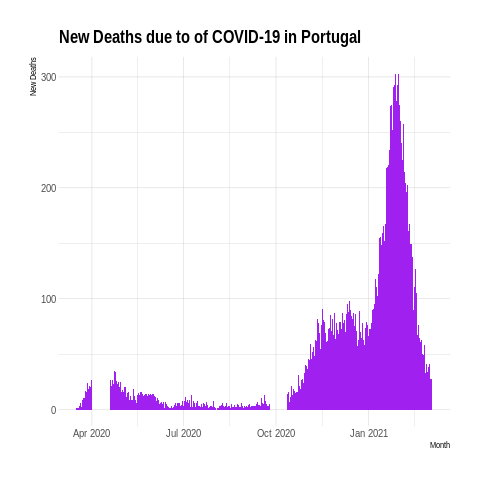 New Deaths due to of COVID-19 in Portugal
New Deaths
300
200
100
0
Apr 2020 Jul 2020 Oct 2020 Jan 2021
Month